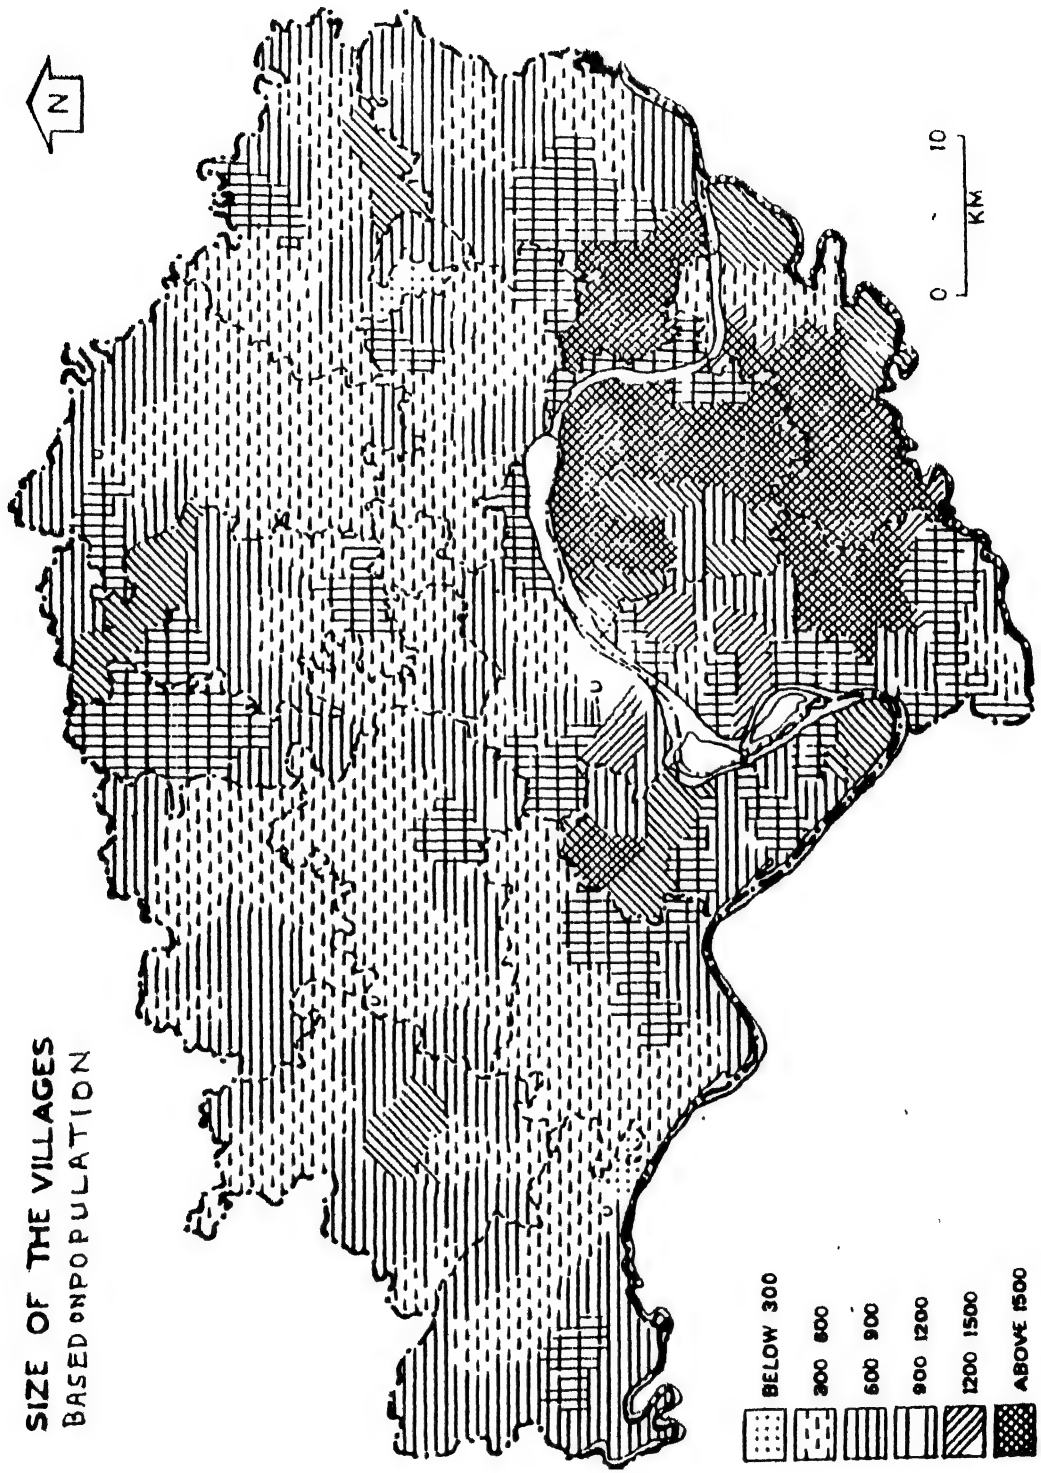 SIZE OF THE VILLAGES
BASED ON POPULATION
N
0 10
KM
BELOW 300
300 600
600 900
900 1200
1200 1500
ABOVE 1500